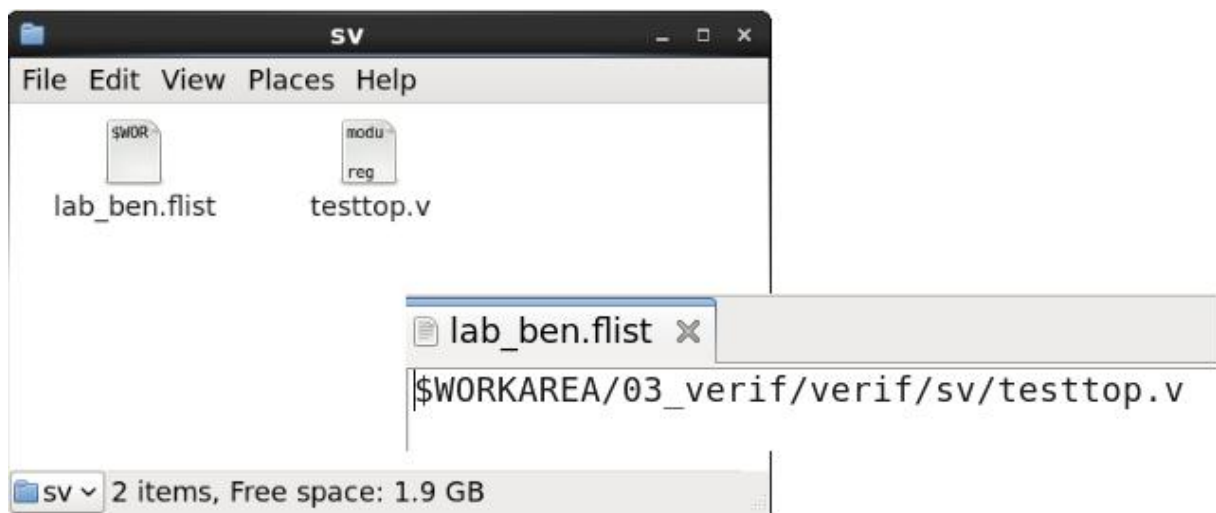 sv
File Edit View Places Help
$WOR
modu
reg
lab_ben.flist
testtop.v
lab_ben.flist
$WORKAREA/03_verif/verif/sv/testtop.v
sv 2 items, Free space: 1.9 GB